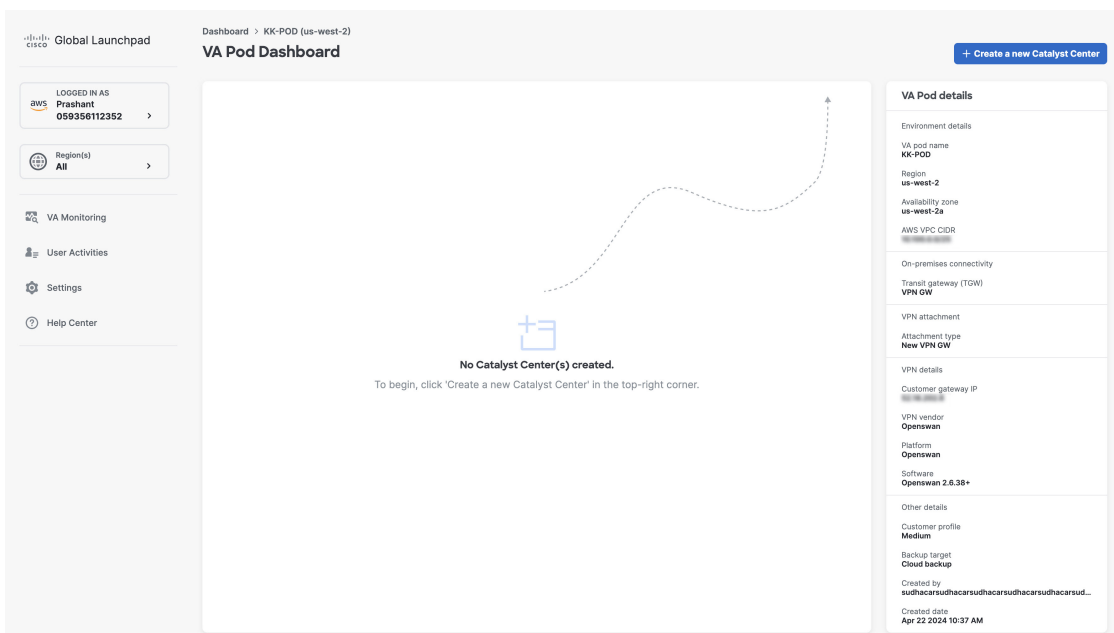 Dashboard > KK-POD (us-west-2)
VA Pod Dashboard
+ Create a new Catalyst Center
CISCO Global Launchpad
LOGGED IN AS
aws Prashant
059356112352 >
Region(s)
All >
VA Monitoring
User Activities
Settings
Help Center
No Catalyst Center(s) created.
To begin, click 'Create a new Catalyst Center' in the top-right corner.
VA Pod details
Environment details
VA pod name
KK-POD
Region
us-west-2
Availability zone
us-west-2a
AWS VPC CIDR
On-premises connectivity
Transit gateway (TGW)
VPN GW
VPN attachment
Attachment type
New VPN GW
VPN details
Customer gateway IP
VPN vendor
Openswan
Platform
Openswan
Software
Openswan 2.6.38+
Other details
Customer profile
Medium
Backup target
Cloud backup
Created by
sudhacarsudhacarsudhacarsudhacarsudhacarsud...
Created date
Apr 22 2024 10:37 AM